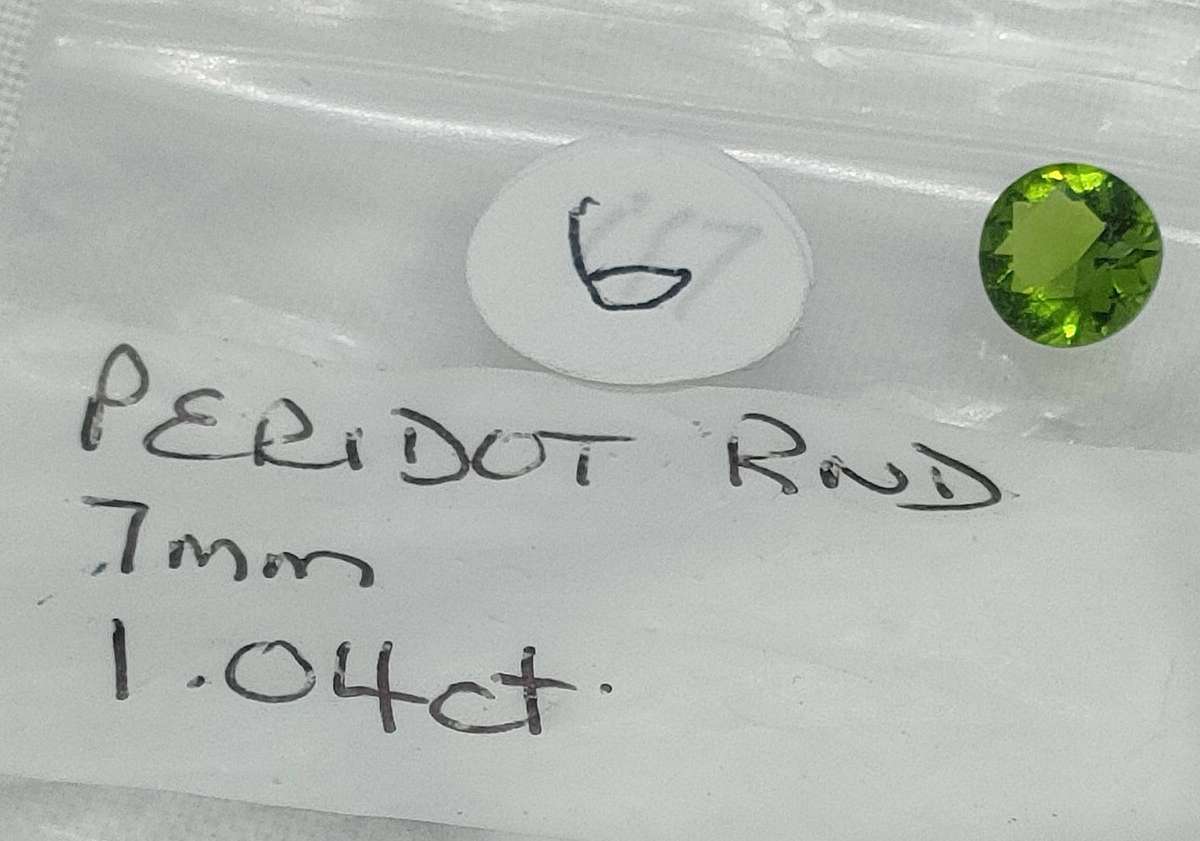 6
PERIDOT RND
7mm
1.04ct.